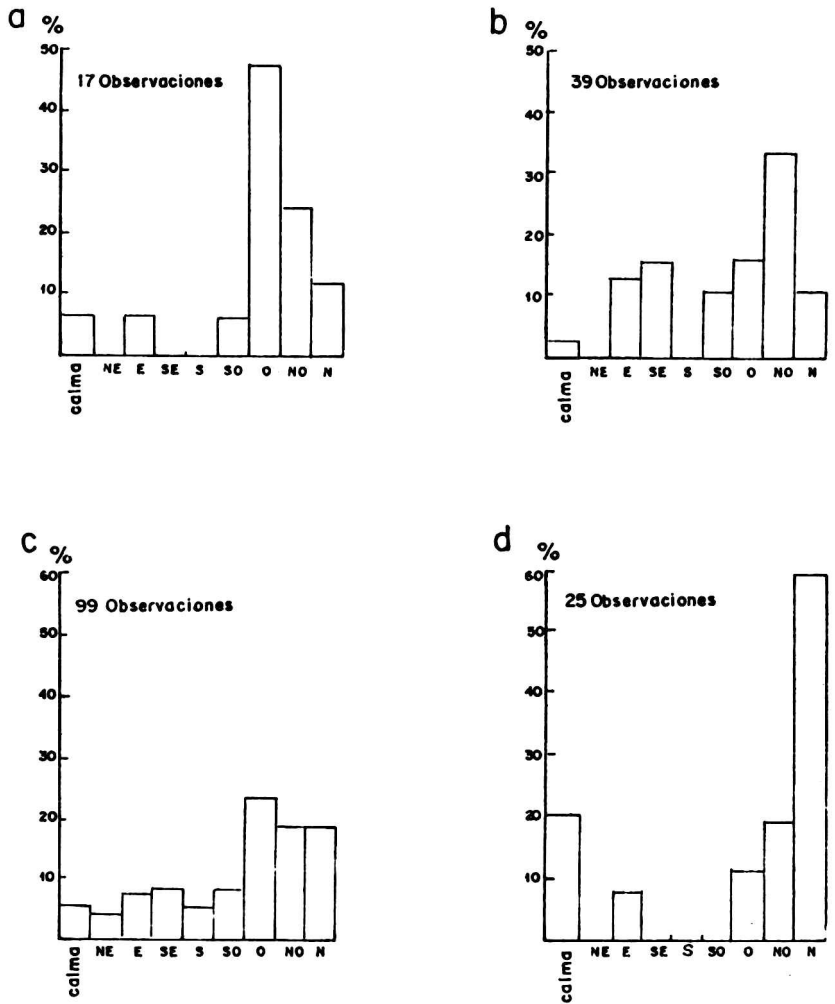 a
%
50
17 Observaciones
40
30
20
10
calma NE E SE S SO O NO N
b
%
50
39 Observaciones
40
30
20
10
calma NE E SE S SO O NO N
c
%
60
99 Observaciones
50
40
30
20
10
calma NE E SE S SO O NO N
d
%
60
25 Observaciones
50
40
30
20
10
calma NE E SE S SO O NO N